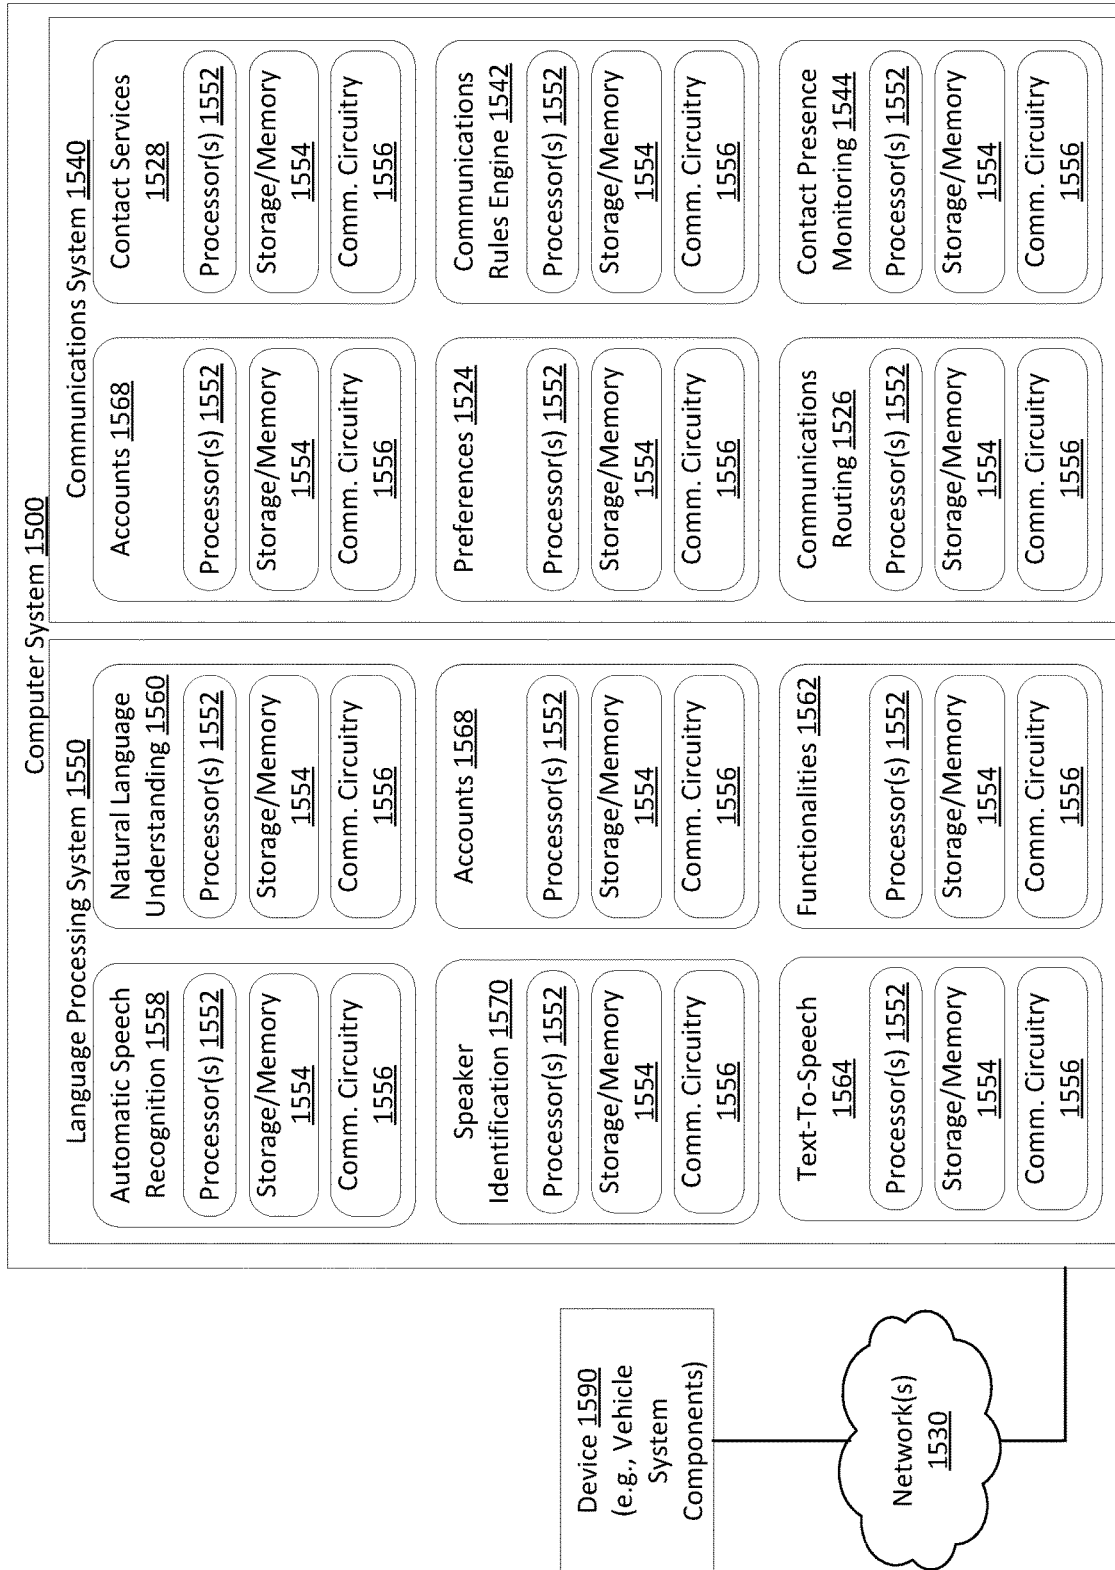 Computer System 1500
Language Processing System 1550
Automatic Speech
Recognition 1558
Processor(s) 1552
Storage/Memory
1554
Comm. Circuitry
1556
Natural Language
Understanding 1560
Processor(s) 1552
Storage/Memory
1554
Comm. Circuitry
1556
Speaker
Identification 1570
Processor(s) 1552
Storage/Memory
1554
Comm. Circuitry
1556
Accounts 1568
Processor(s) 1552
Storage/Memory
1554
Comm. Circuitry
1556
Text-To-Speech
1564
Processor(s) 1552
Storage/Memory
1554
Comm. Circuitry
1556
Functionalities 1562
Processor(s) 1552
Storage/Memory
1554
Comm. Circuitry
1556
Communications System 1540
Accounts 1568
Processor(s) 1552
Storage/Memory
1554
Comm. Circuitry
1556
Contact Services
1528
Processor(s) 1552
Storage/Memory
1554
Comm. Circuitry
1556
Preferences 1524
Processor(s) 1552
Storage/Memory
1554
Comm. Circuitry
1556
Communications
Rules Engine 1542
Processor(s) 1552
Storage/Memory
1554
Comm. Circuitry
1556
Communications
Routing 1526
Processor(s) 1552
Storage/Memory
1554
Comm. Circuitry
1556
Contact Presence
Monitoring 1544
Processor(s) 1552
Storage/Memory
1554
Comm. Circuitry
1556
Device 1590
(e.g., Vehicle
System
Components)
Network(s)
1530